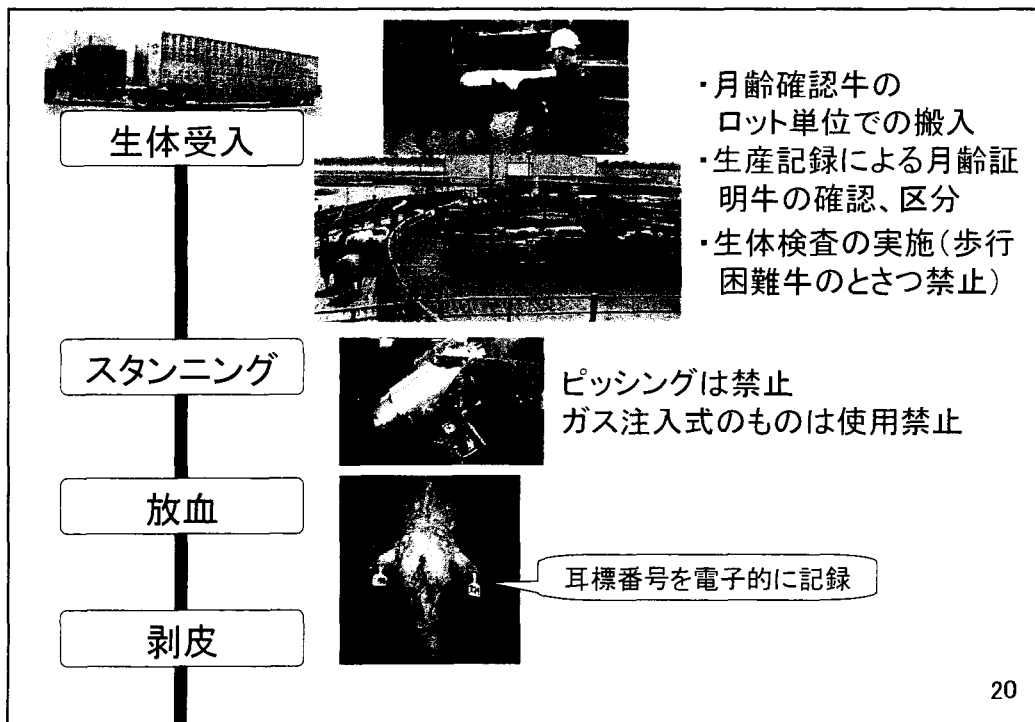 生体受入
・月齢確認牛の
ロット単位での搬入
・生産記録による月齢証
明牛の確認、区分
・生体検査の実施(歩行
困難牛のとさつ禁止)
スタンニング
ピッシングは禁止
ガス注入式のものは使用禁止
放血
耳標番号を電子的に記録
剥皮
20